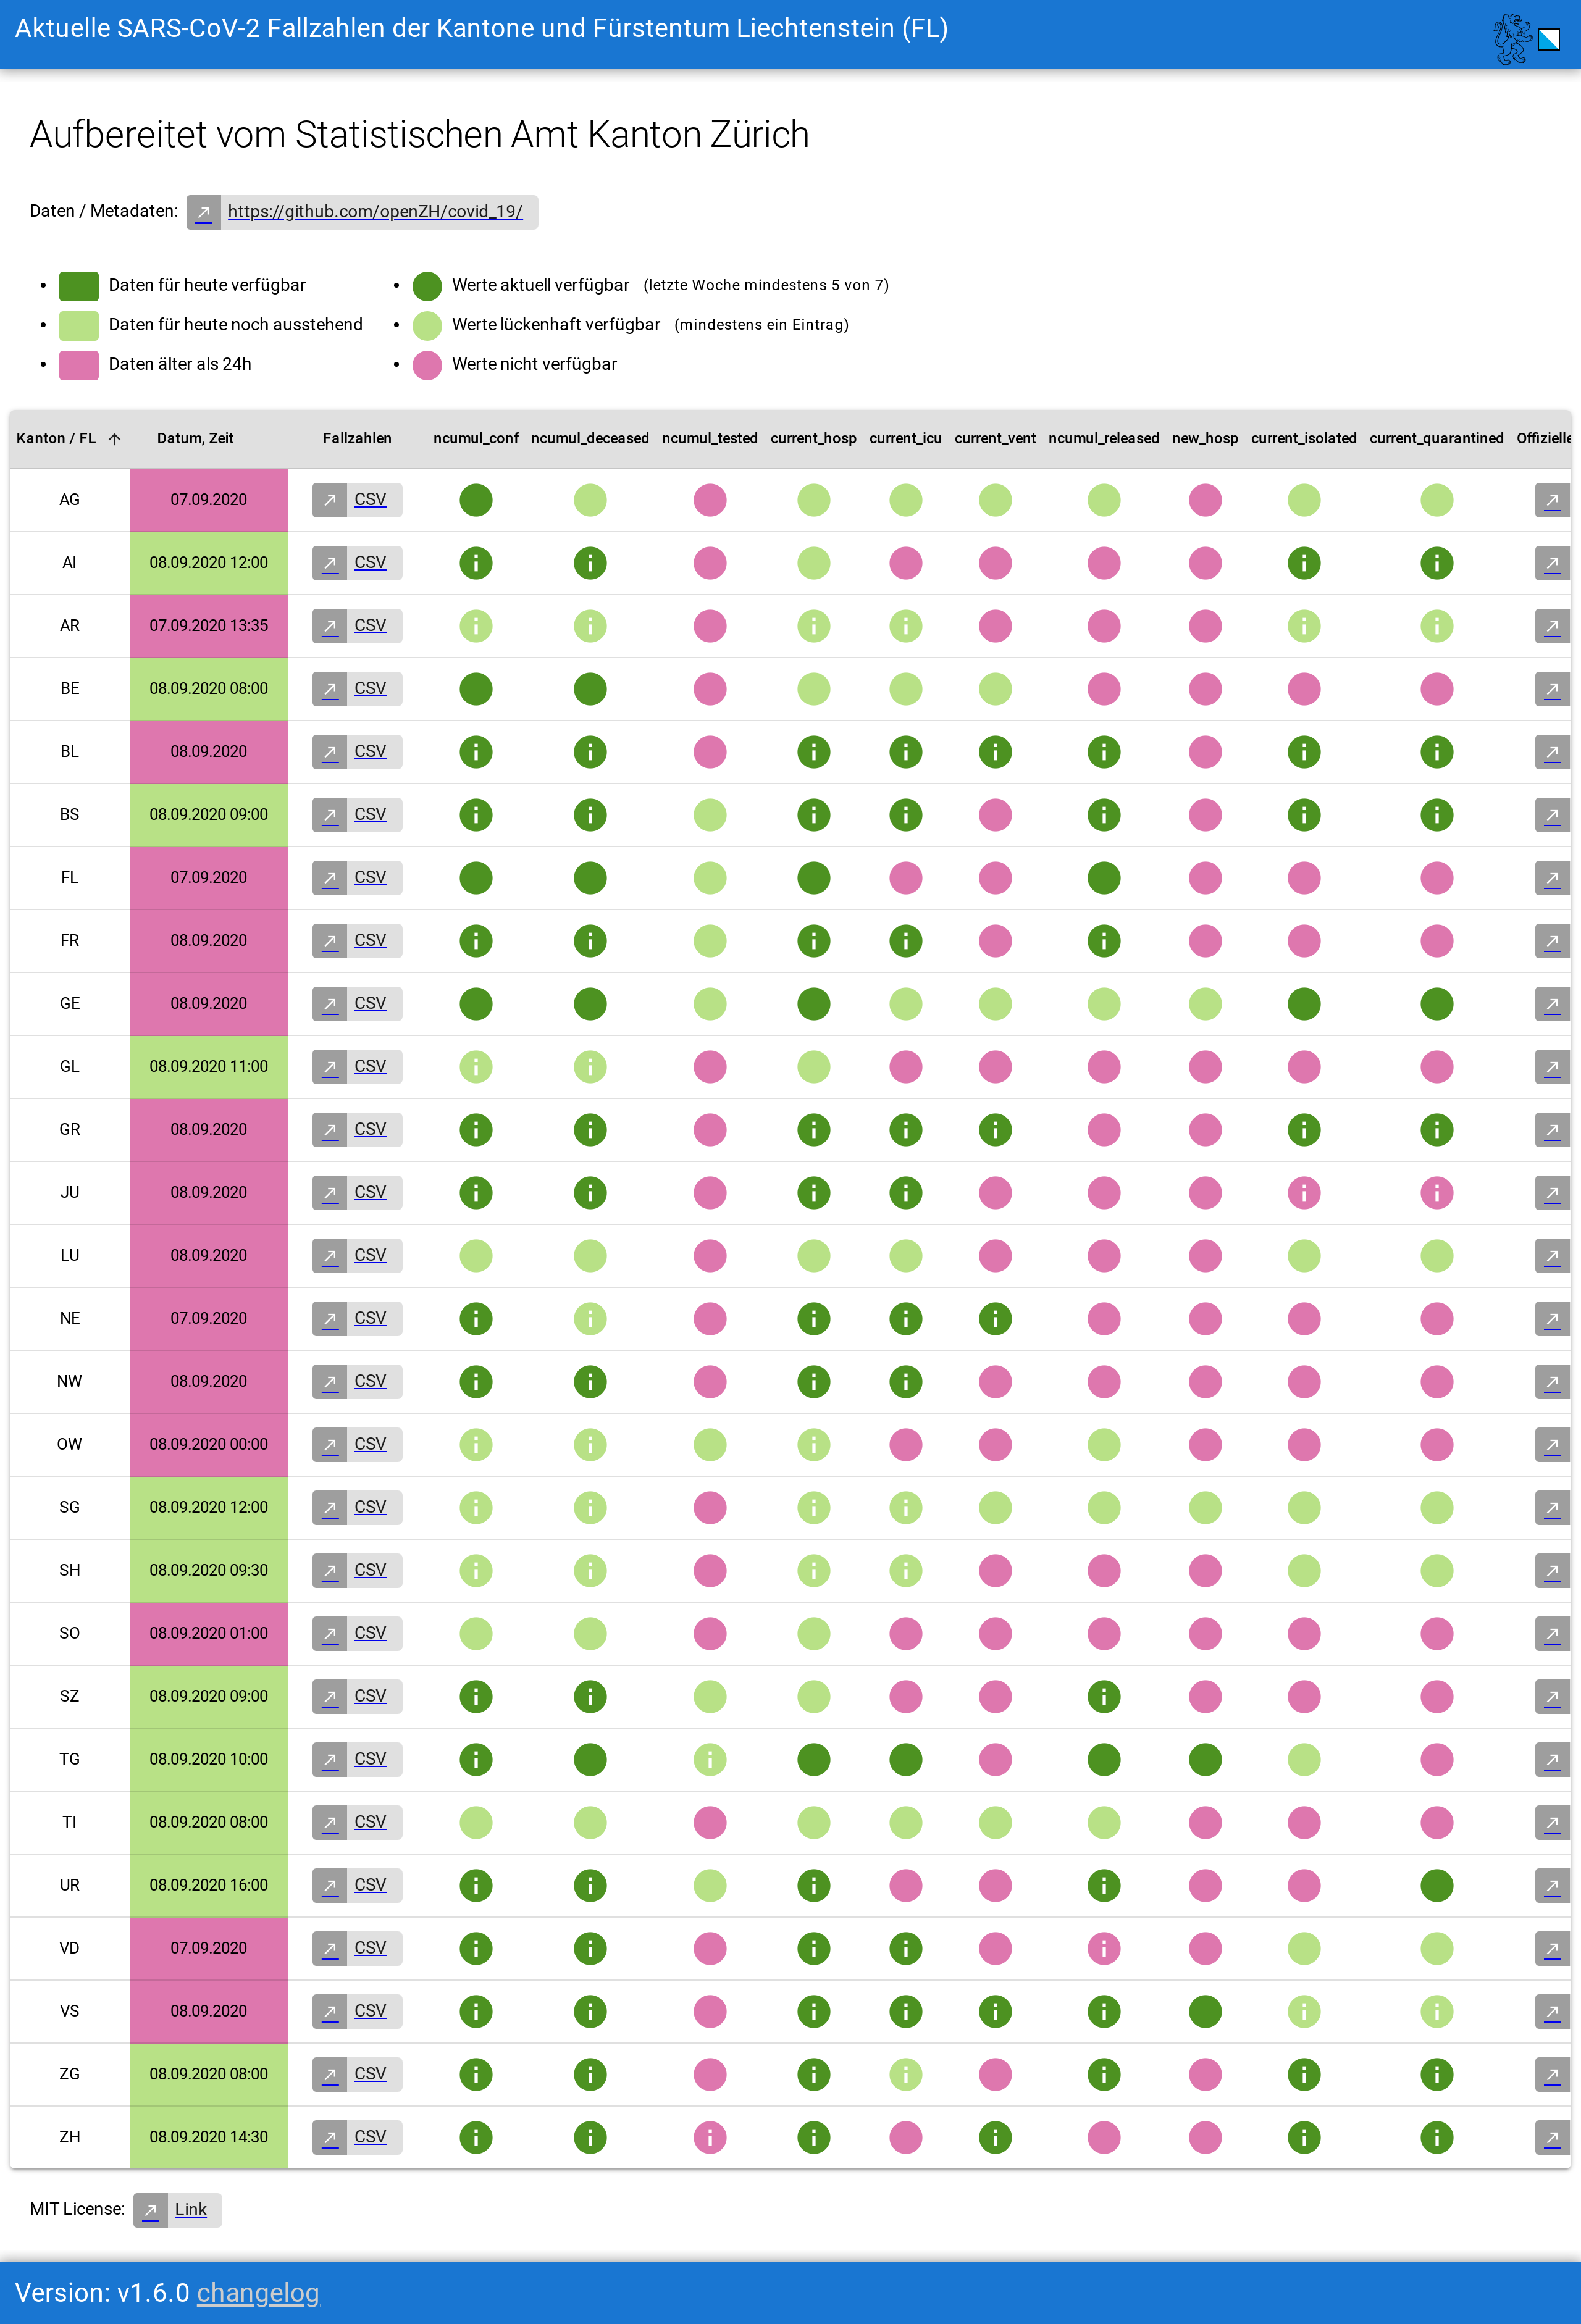 Aktuelle SARS-CoV-2 Fallzahlen der Kantone und Fürstentum Liechtenstein (FL)
Aufbereitet vom Statistischen Amt Kanton Zürich
Daten / Metadaten: https://github.com/openZH/covid_19/
Daten für heute verfügbar
Daten für heute noch ausstehend
Daten älter als 24h
Werte aktuell verfügbar (letzte Woche mindestens 5 von 7)
Werte lückenhaft verfügbar (mindestens ein Eintrag)
Werte nicht verfügbar
Kanton / FL Datum, Zeit Fallzahlen ncumul_conf ncumul_deceased ncumul_tested current_hosp current_icu current_vent ncumul_released new_hosp current_isolated current_quarantined Offizielle
AG 07.09.2020 CSV
AI 08.09.2020 12:00 CSV
AR 07.09.2020 13:35 CSV
BE 08.09.2020 08:00 CSV
BL 08.09.2020 CSV
BS 08.09.2020 09:00 CSV
FL 07.09.2020 CSV
FR 08.09.2020 CSV
GE 08.09.2020 CSV
GL 08.09.2020 11:00 CSV
GR 08.09.2020 CSV
JU 08.09.2020 CSV
LU 08.09.2020 CSV
NE 07.09.2020 CSV
NW 08.09.2020 CSV
OW 08.09.2020 00:00 CSV
SG 08.09.2020 12:00 CSV
SH 08.09.2020 09:30 CSV
SO 08.09.2020 01:00 CSV
SZ 08.09.2020 09:00 CSV
TG 08.09.2020 10:00 CSV
TI 08.09.2020 08:00 CSV
UR 08.09.2020 16:00 CSV
VD 07.09.2020 CSV
VS 08.09.2020 CSV
ZG 08.09.2020 08:00 CSV
ZH 08.09.2020 14:30 CSV
MIT License: Link
Version: v1.6.0 changelog